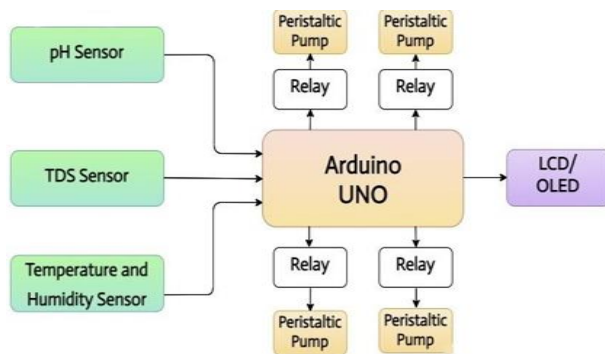 Peristaltic
Pump
Peristaltic
Pump
pH Sensor
Relay
Relay
TDS Sensor
Arduino
UNO
LCD/
OLED
Temperature and
Humidity Sensor
Relay
Relay
Peristaltic
Pump
Peristaltic
Pump